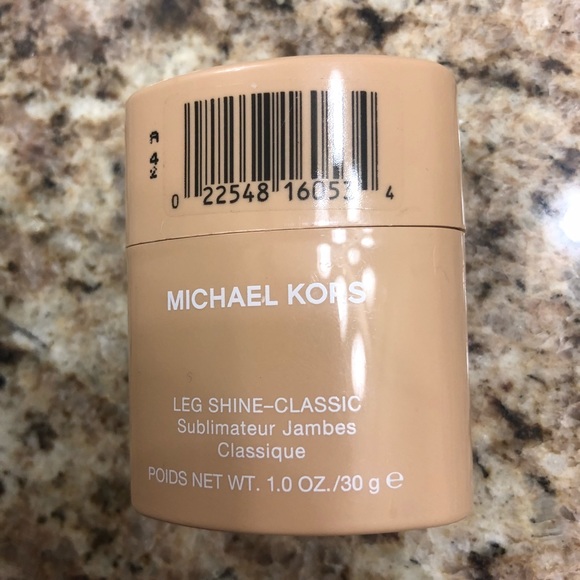 A 42
0 22548 16053 4
MICHAEL KORS
LEG SHINE–CLASSIC
Sublimateur Jambes
Classique
POIDS NET WT. 1.0 OZ./30 g ℮